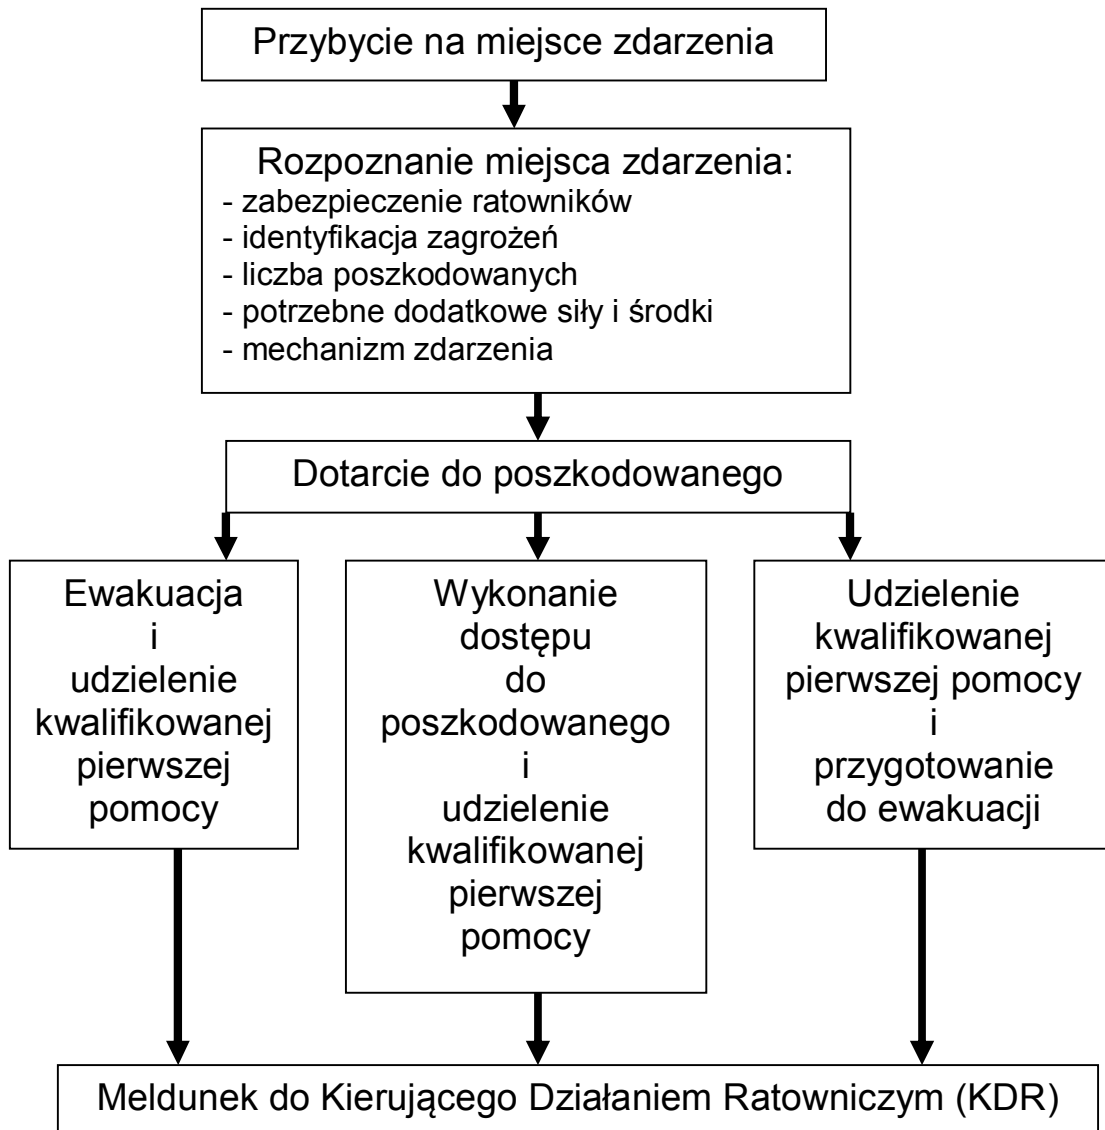 Przybycie na miejsce zdarzenia
Rozpoznanie miejsca zdarzenia:
- zabezpieczenie ratowników
- identyfikacja zagrożeń
- liczba poszkodowanych
- potrzebne dodatkowe siły i środki
- mechanizm zdarzenia
Dotarcie do poszkodowanego
Ewakuacja
i
udzielenie
kwalifikowanej
pierwszej
pomocy
Wykonanie
dostępu
do
poszkodowanego
i
udzielenie
kwalifikowanej
pierwszej
pomocy
Udzielenie
kwalifikowanej
pierwszej pomocy
i
przygotowanie
do ewakuacji
Meldunek do Kierującego Działaniem Ratowniczym (KDR)